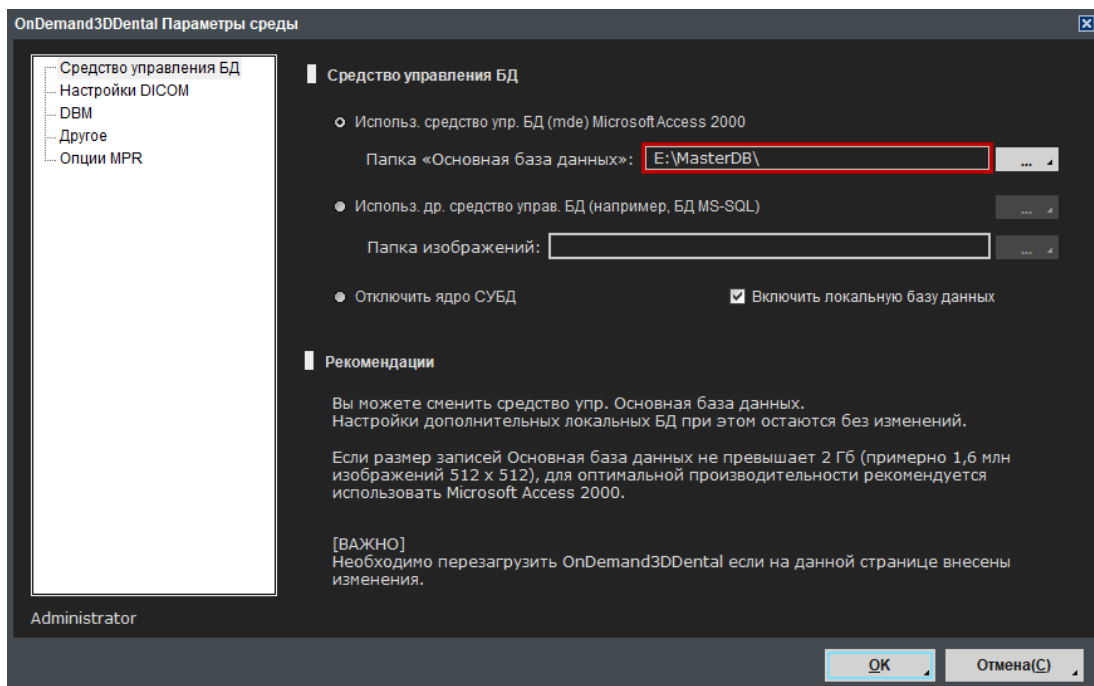 OnDemand3DDental Параметры среды
Средство управления БД
Настройки DICOM
DBM
Другое
Опции MPR
Средство управления БД
Использ. средство упр. БД (mde) Microsoft Access 2000
Папка «Основная база данных»: E:\MasterDB\ ...
Использ. др. средство управ. БД (например, БД MS-SQL) ...
Папка изображений: ...
Отключить ядро СУБД Включить локальную базу данных
Рекомендации
Вы можете сменить средство упр. Основная база данных.
Настройки дополнительных локальных БД при этом остаются без изменений.
Если размер записей Основная база данных не превышает 2 Гб (примерно 1,6 млн
изображений 512 x 512), для оптимальной производительности рекомендуется
использовать Microsoft Access 2000.
[ВАЖНО]
Необходимо перезагрузить OnDemand3DDental если на данной странице внесены
изменения.
Administrator
OK Отмена(C)